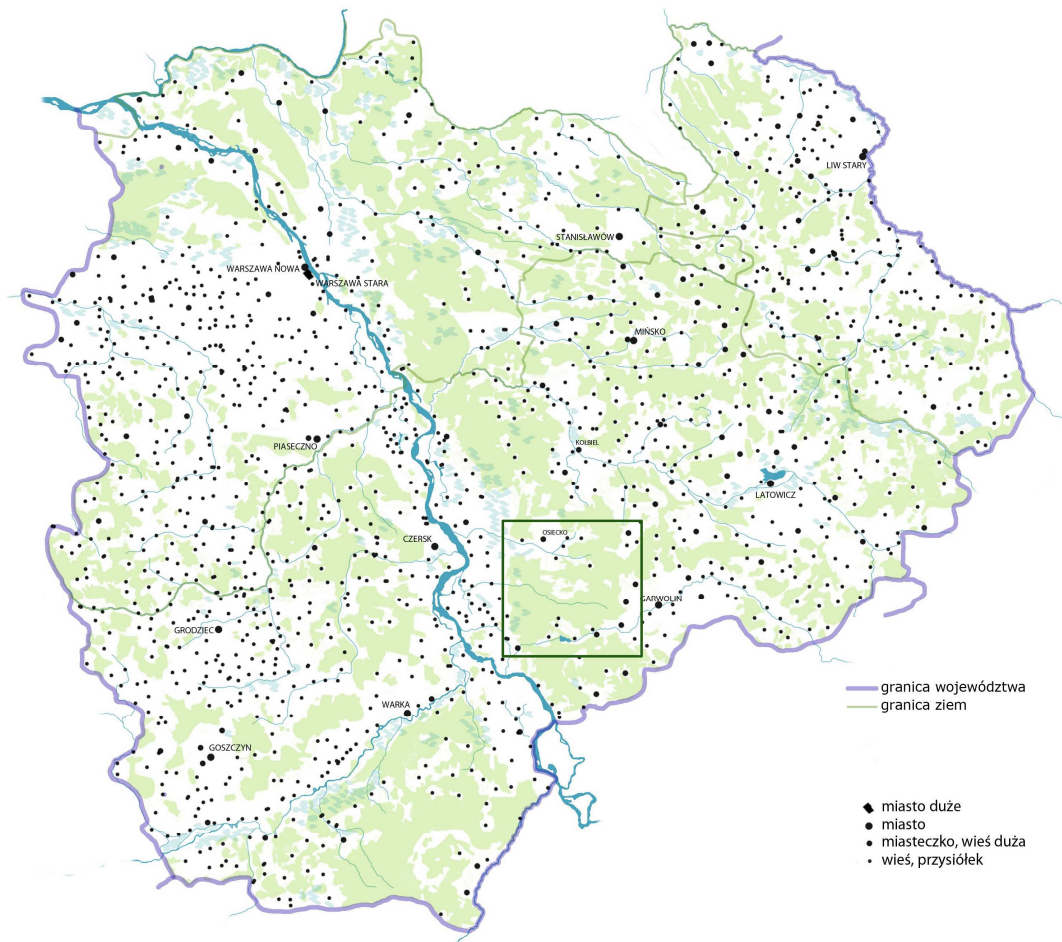 LIW STARY
STANISŁAWÓW
WARSZAWA NOWA
WARSZAWA STARA
MIŃSKO
PIASECZNO
KOŁBIEL
LATOWICZ
OSIECKO
CZERSK
GARWOLIN
GRODZIEC
WARKA
GOSZCZYN
granica województwa
granica ziem
miasto duże
miasto
miasteczko, wieś duża
wieś, przysiółek